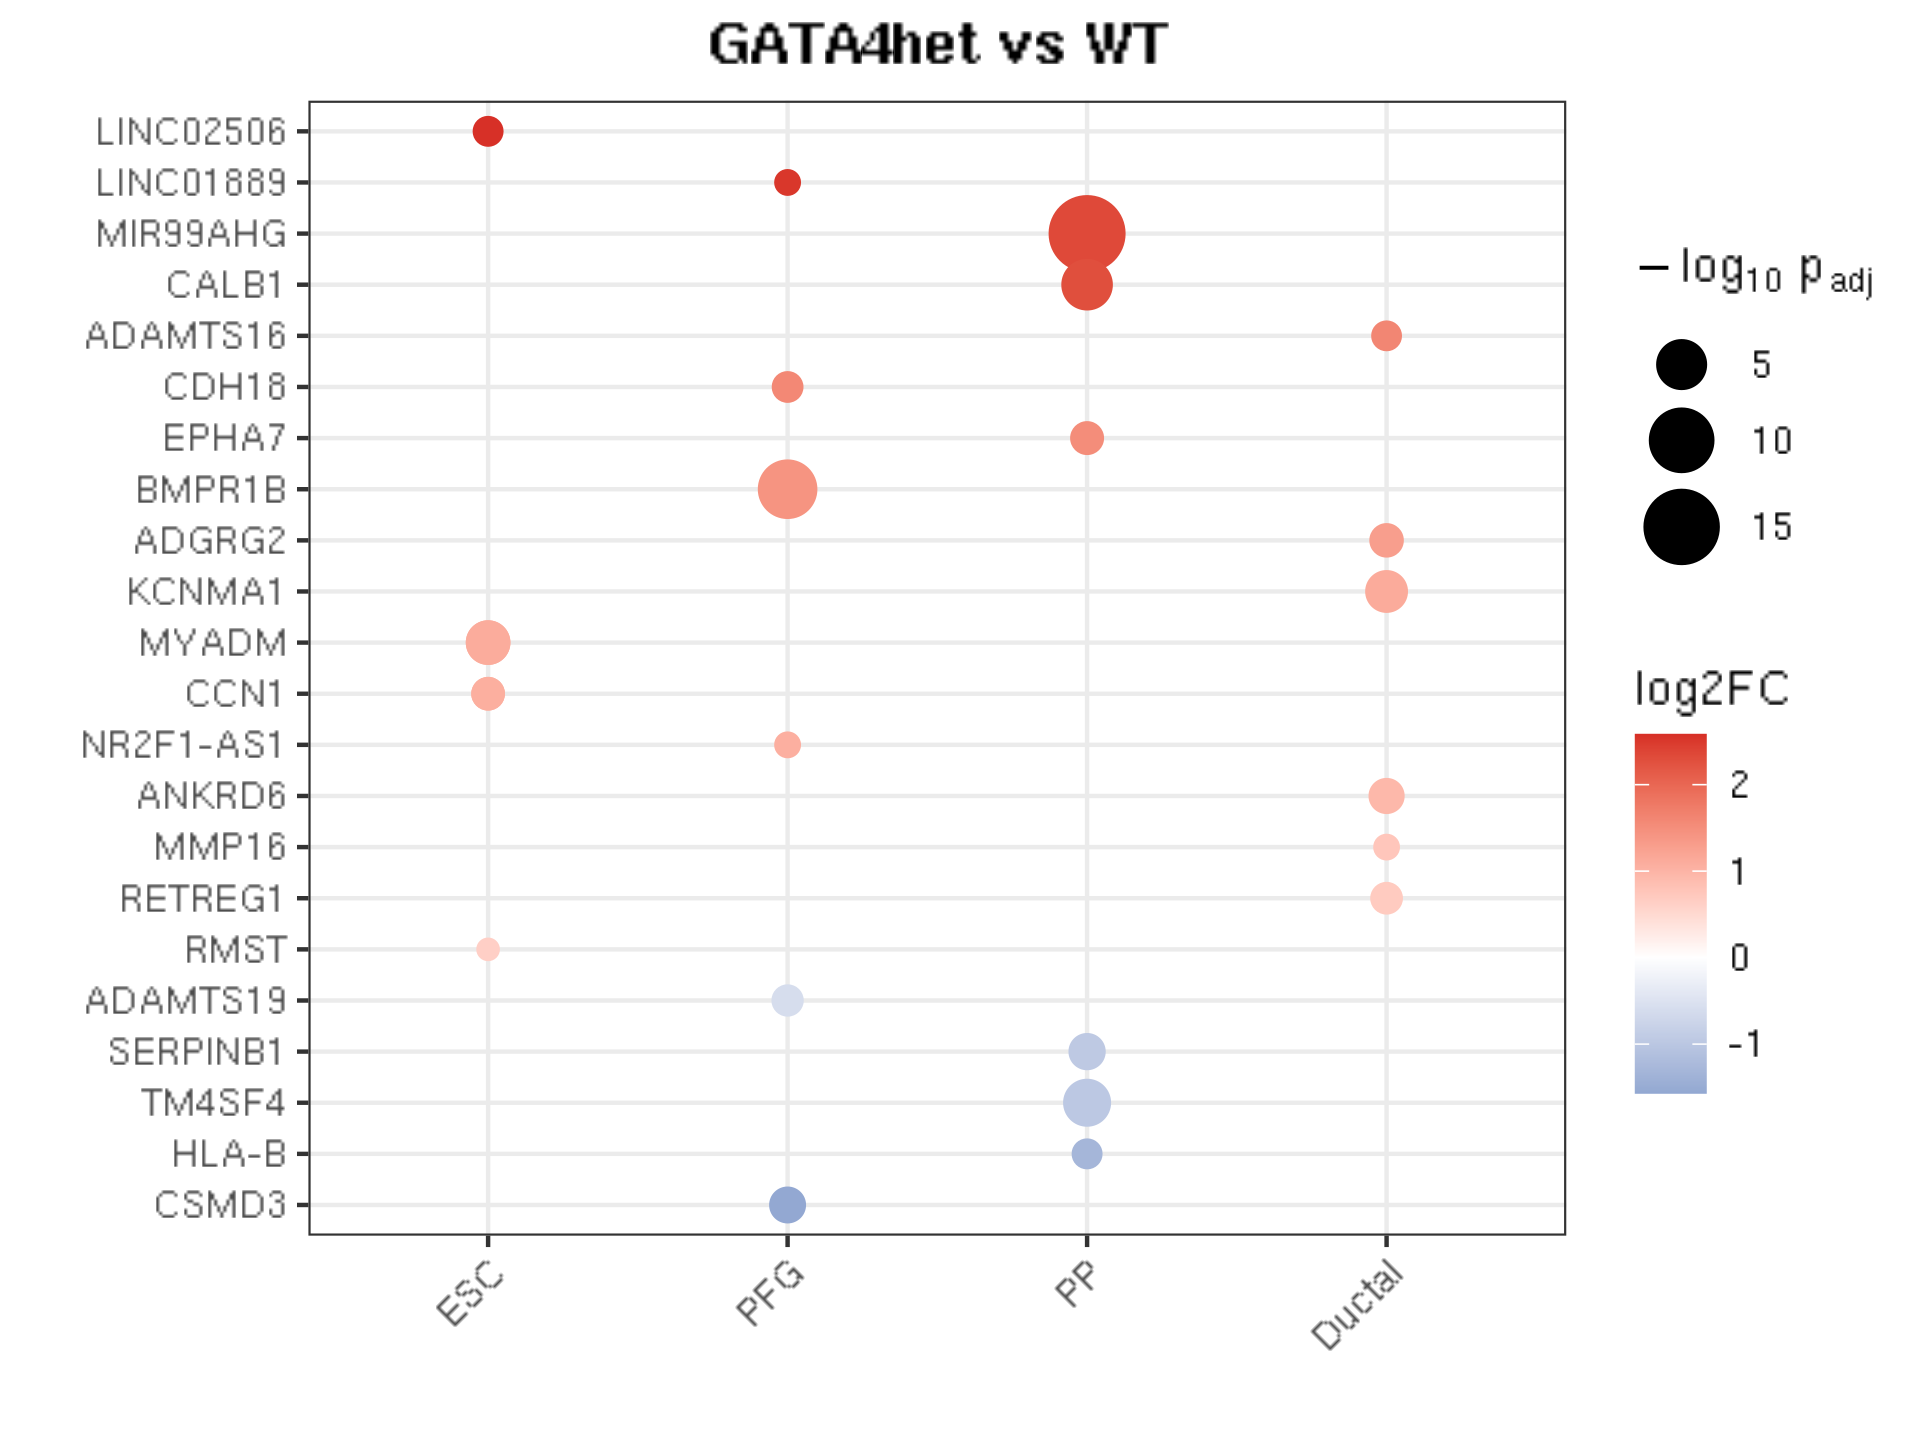 GATA4het vs WT
LINC02506
LINC01889
MIR99AHG
CALB1
ADAMTS16
CDH18
EPHA7
BMPR1B
ADGRG2
KCNMA1
MYADM
CCN1
NR2F1-AS1
ANKRD6
MMP16
RETREG1
RMST
ADAMTS19
SERPINB1
TM4SF4
HLA-B
CSMD3
ESC
PFG
PP
Ductal
− log10 p adj
5
10
15
log2FC
2
1
0
-1